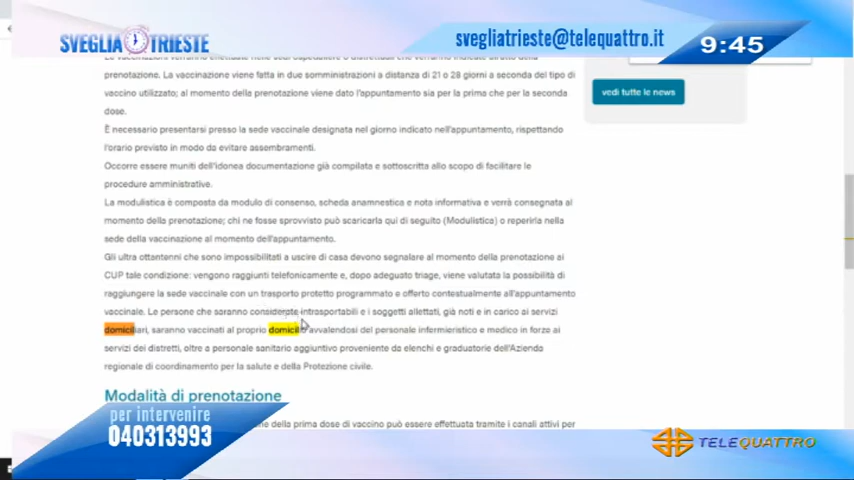 SVEGLIA TRIESTE
svegliatrieste@telequattro.it
9:45
prenotazione. La vaccinazione viene fatta in due somministrazioni a distanza di 21 o 28 giorni a seconda del tipo di
vaccino utilizzato; al momento della prenotazione viene dato l'appuntamento sia per la prima che per la seconda
dose.
vedi tutte le news
È necessario presentarsi presso la sede vaccinale designata nel giorno indicato nell'appuntamento, rispettando
l'orario previsto in modo da evitare assembramenti.
Occorre essere muniti dell'idonea documentazione già compilata e sottoscritta allo scopo di facilitare le
procedure amministrative.
La modulistica è composta da modulo di consenso, scheda anamnestica e nota informativa e verrà consegnata al
momento della prenotazione; chi ne fosse sprovvisto può scaricarla qui di seguito (Modulistica) o reperirla nella
sede della vaccinazione al momento dell'appuntamento.
Gli ultra ottantenni che sono impossibilitati a uscire di casa devono segnalare al momento della prenotazione al
CUP tale condizione: vengono raggiunti telefonicamente e, dopo adeguato triage, viene valutata la possibilità di
raggiungere la sede vaccinale con un trasporto protetto programmato e offerto contestualmente all'appuntamento
vaccinale. Le persone che saranno considerate intrasportabili e i soggetti allettati, già noti e in carico ai servizi
domiciliari, saranno vaccinati al proprio domicil avvalendosi del personale infermieristico e medico in forze ai
servizi dei distretti, oltre a personale sanitario aggiuntivo proveniente da elenchi e graduatorie dell'Azienda
regionale di coordinamento per la salute e della Protezione civile.
Modalità di prenotazione
della prima dose di vaccino può essere effettuata tramite i canali attivi per
per intervenire
040313993
TELEQUATTRO